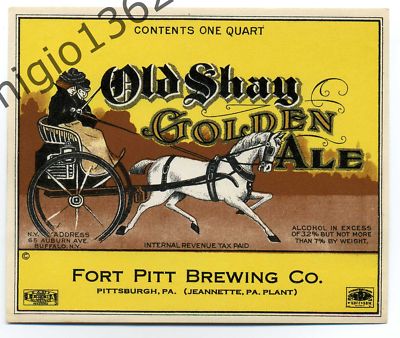 CONTENTS ONE QUART
nigio1362
Old Shay
GOLDEN
ALE
N.Y. ADDRESS
65 AUBURN AVE.
BUFFALO, N.Y.
INTERNAL REVENUE TAX PAID
ALCOHOL IN EXCESS
OF 3.2% BUT NOT MORE
THAN 7% BY WEIGHT.
©
FORT PITT BREWING CO.
PITTSBURGH, PA. (JEANNETTE, PA. PLANT)